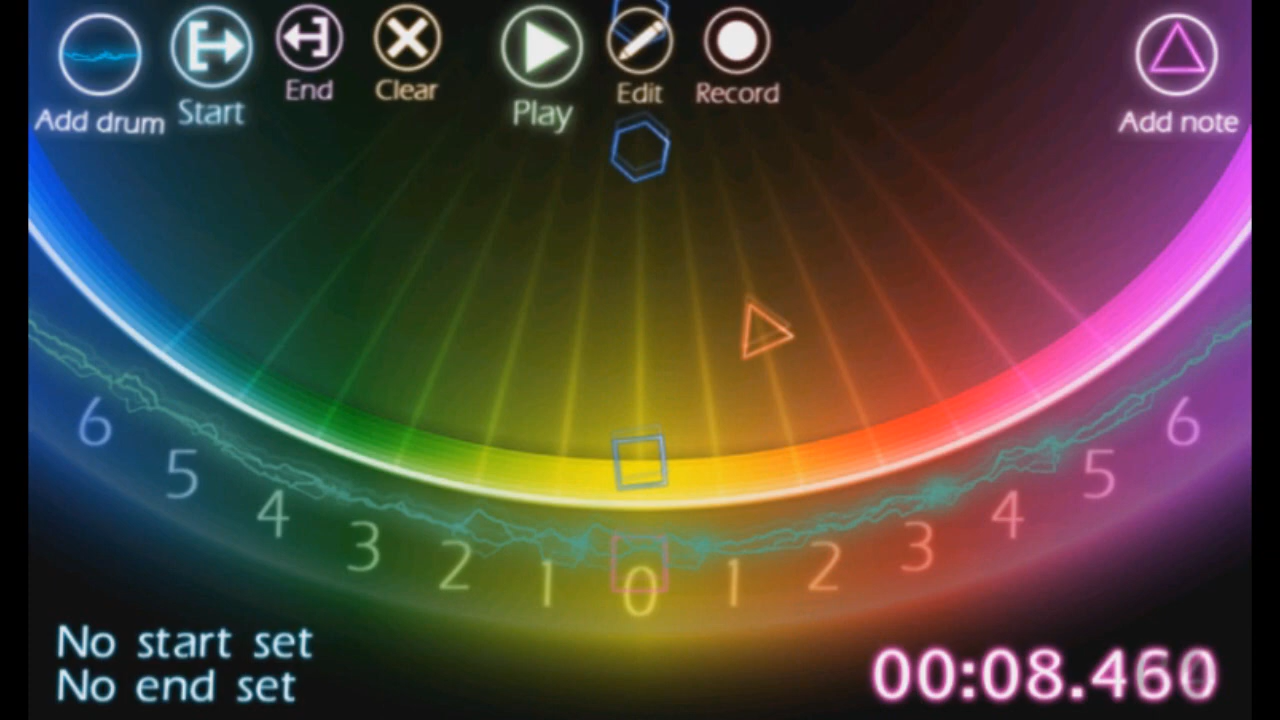 Add drum
Start
End
Clear
Play
Edit
Record
Add note
6 5 4 3 2 1 0 1 2 3 4 5 6
No start set
No end set
00:08.460